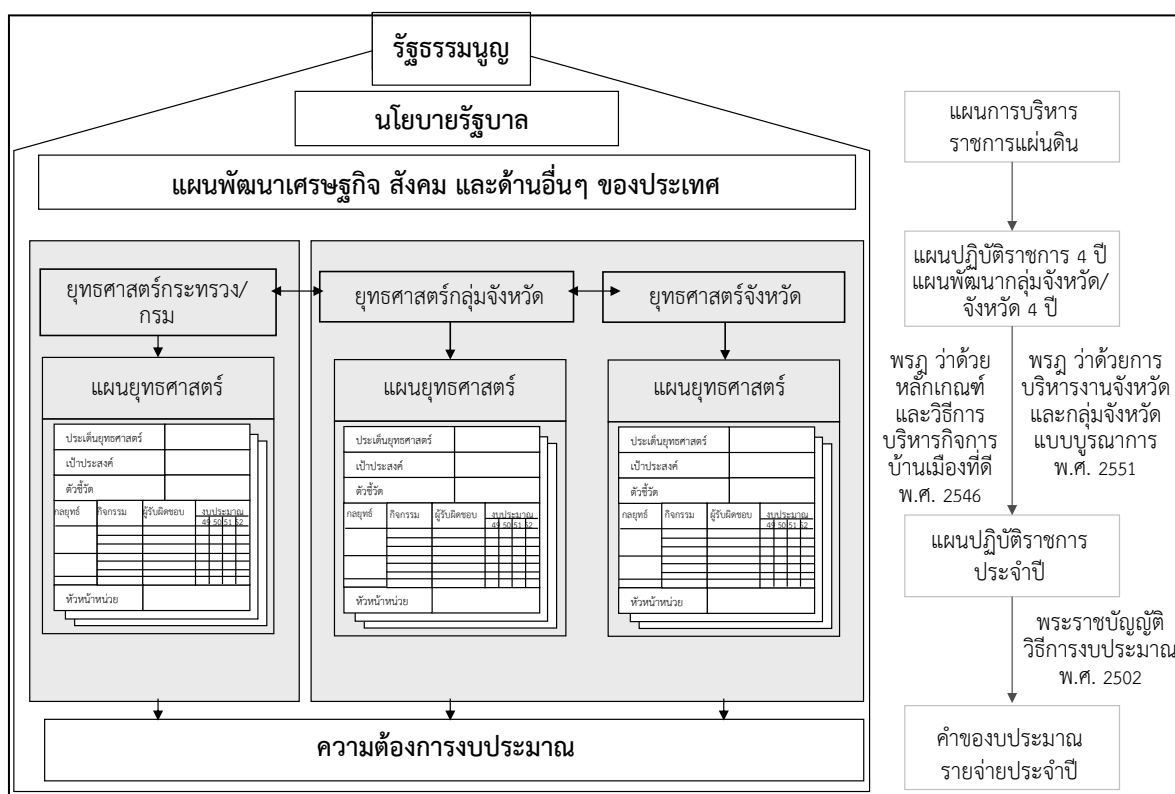 รัฐธรรมนูญ
นโยบายรัฐบาล
แผนพัฒนาเศรษฐกิจ สังคม และด้านอื่นๆ ของประเทศ
ยุทธศาสตร์กระทรวง/
กรม
ยุทธศาสตร์กลุ่มจังหวัด
ยุทธศาสตร์จังหวัด
แผนยุทธศาสตร์
ประเด็นยุทธศาสตร์
เป้าประสงค์
ตัวชี้วัด
กลยุทธ์ กิจกรรม ผู้รับผิดชอบ งบประมาณ
49 50 51 52
หัวหน้าหน่วย
แผนยุทธศาสตร์
ประเด็นยุทธศาสตร์
เป้าประสงค์
ตัวชี้วัด
กลยุทธ์ กิจกรรม ผู้รับผิดชอบ งบประมาณ
49 50 51 52
หัวหน้าหน่วย
แผนยุทธศาสตร์
ประเด็นยุทธศาสตร์
เป้าประสงค์
ตัวชี้วัด
กลยุทธ์ กิจกรรม ผู้รับผิดชอบ งบประมาณ
49 50 51 52
หัวหน้าหน่วย
ความต้องการงบประมาณ
แผนการบริหาร
ราชการแผ่นดิน
แผนปฏิบัติราชการ 4 ปี
แผนพัฒนากลุ่มจังหวัด/
จังหวัด 4 ปี
พรฎ ว่าด้วย
หลักเกณฑ์
และวิธีการ
บริหารกิจการ
บ้านเมืองที่ดี
พ.ศ. 2546
พรฎ ว่าด้วยการ
บริหารงานจังหวัด
และกลุ่มจังหวัด
แบบบูรณาการ
พ.ศ. 2551
แผนปฏิบัติราชการ
ประจำปี
พระราชบัญญัติ
วิธีการงบประมาณ
พ.ศ. 2502
คำของบประมาณ
รายจ่ายประจำปี